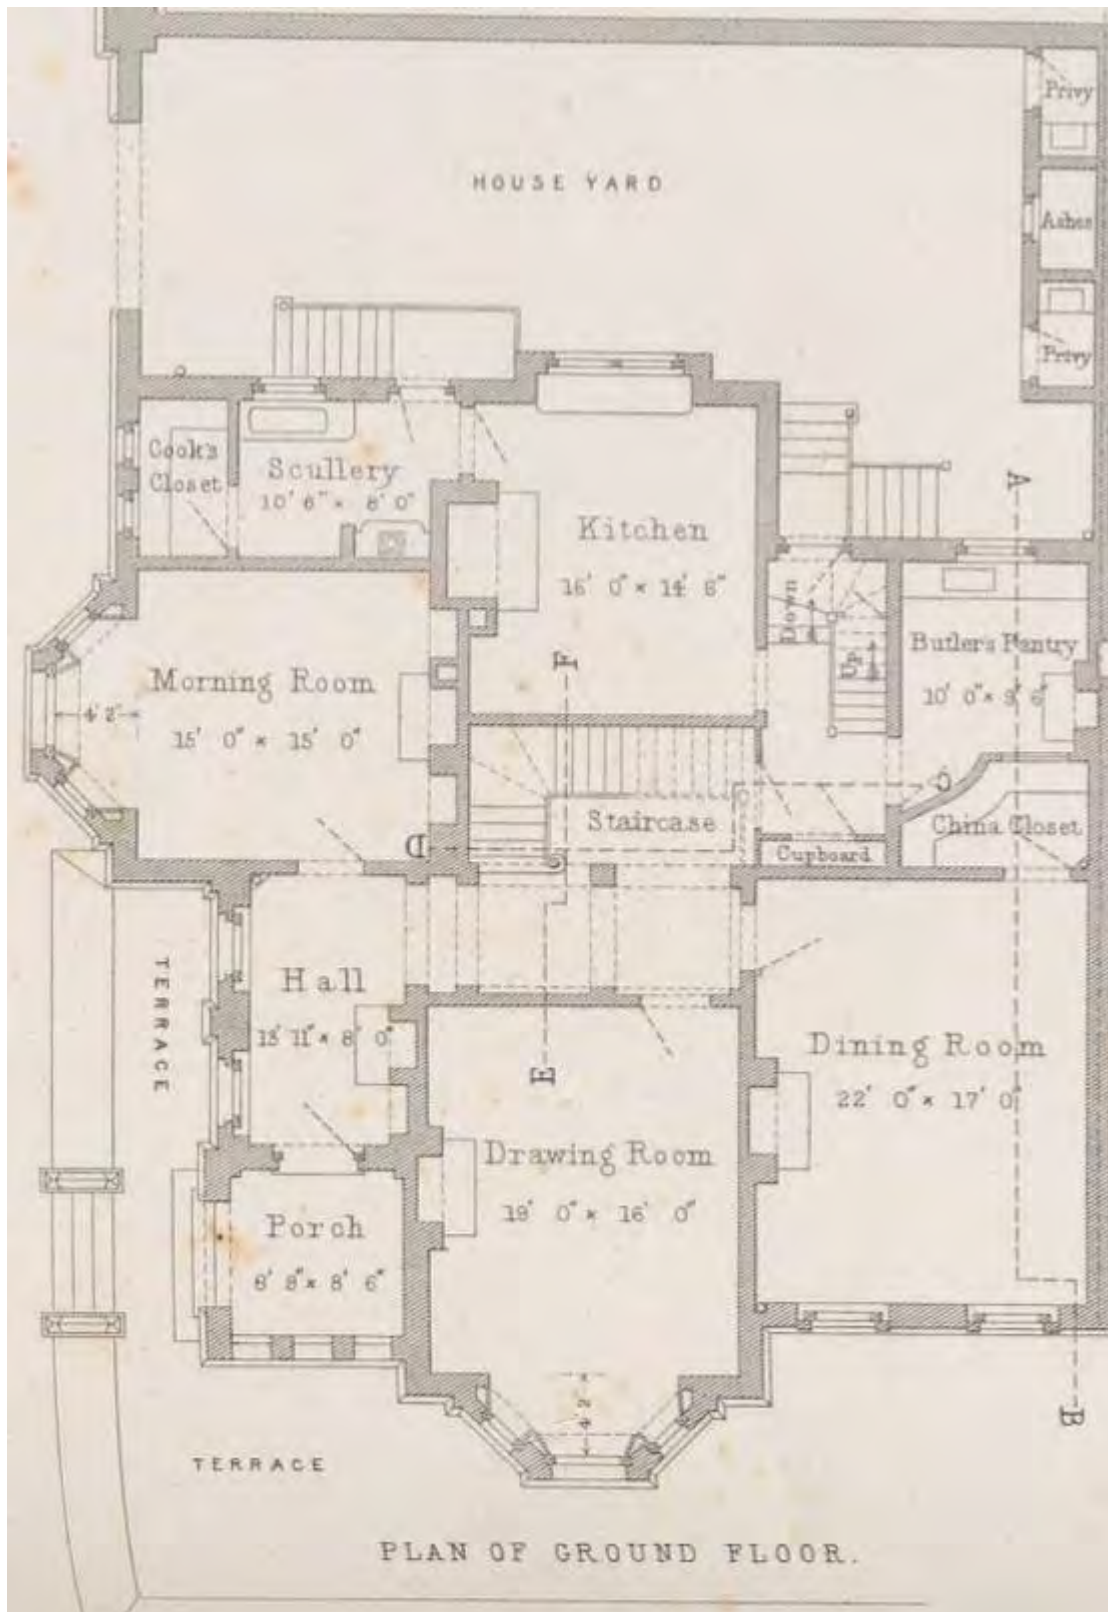 Privy
HOUSE YARD
Ashes
Privy
Cook's
Closet
Scullery
10' 6" × 8' 0"
A
Kitchen
16' 0" × 14' 6"
Down
Up
Butlers Pantry
10' 0" × 9' 6"
F
Morning Room
4' 2"
15' 0" × 15' 0"
C
Staircase
China Closet
D
Cupboard
TERRACE
Hall
13' 11" × 8' 0"
Dining Room
22' 0" × 17' 0"
E
Drawing Room
19' 0" × 16' 0"
Porch
8' 8" × 8' 6"
4' 2"
B
TERRACE
PLAN OF GROUND FLOOR.